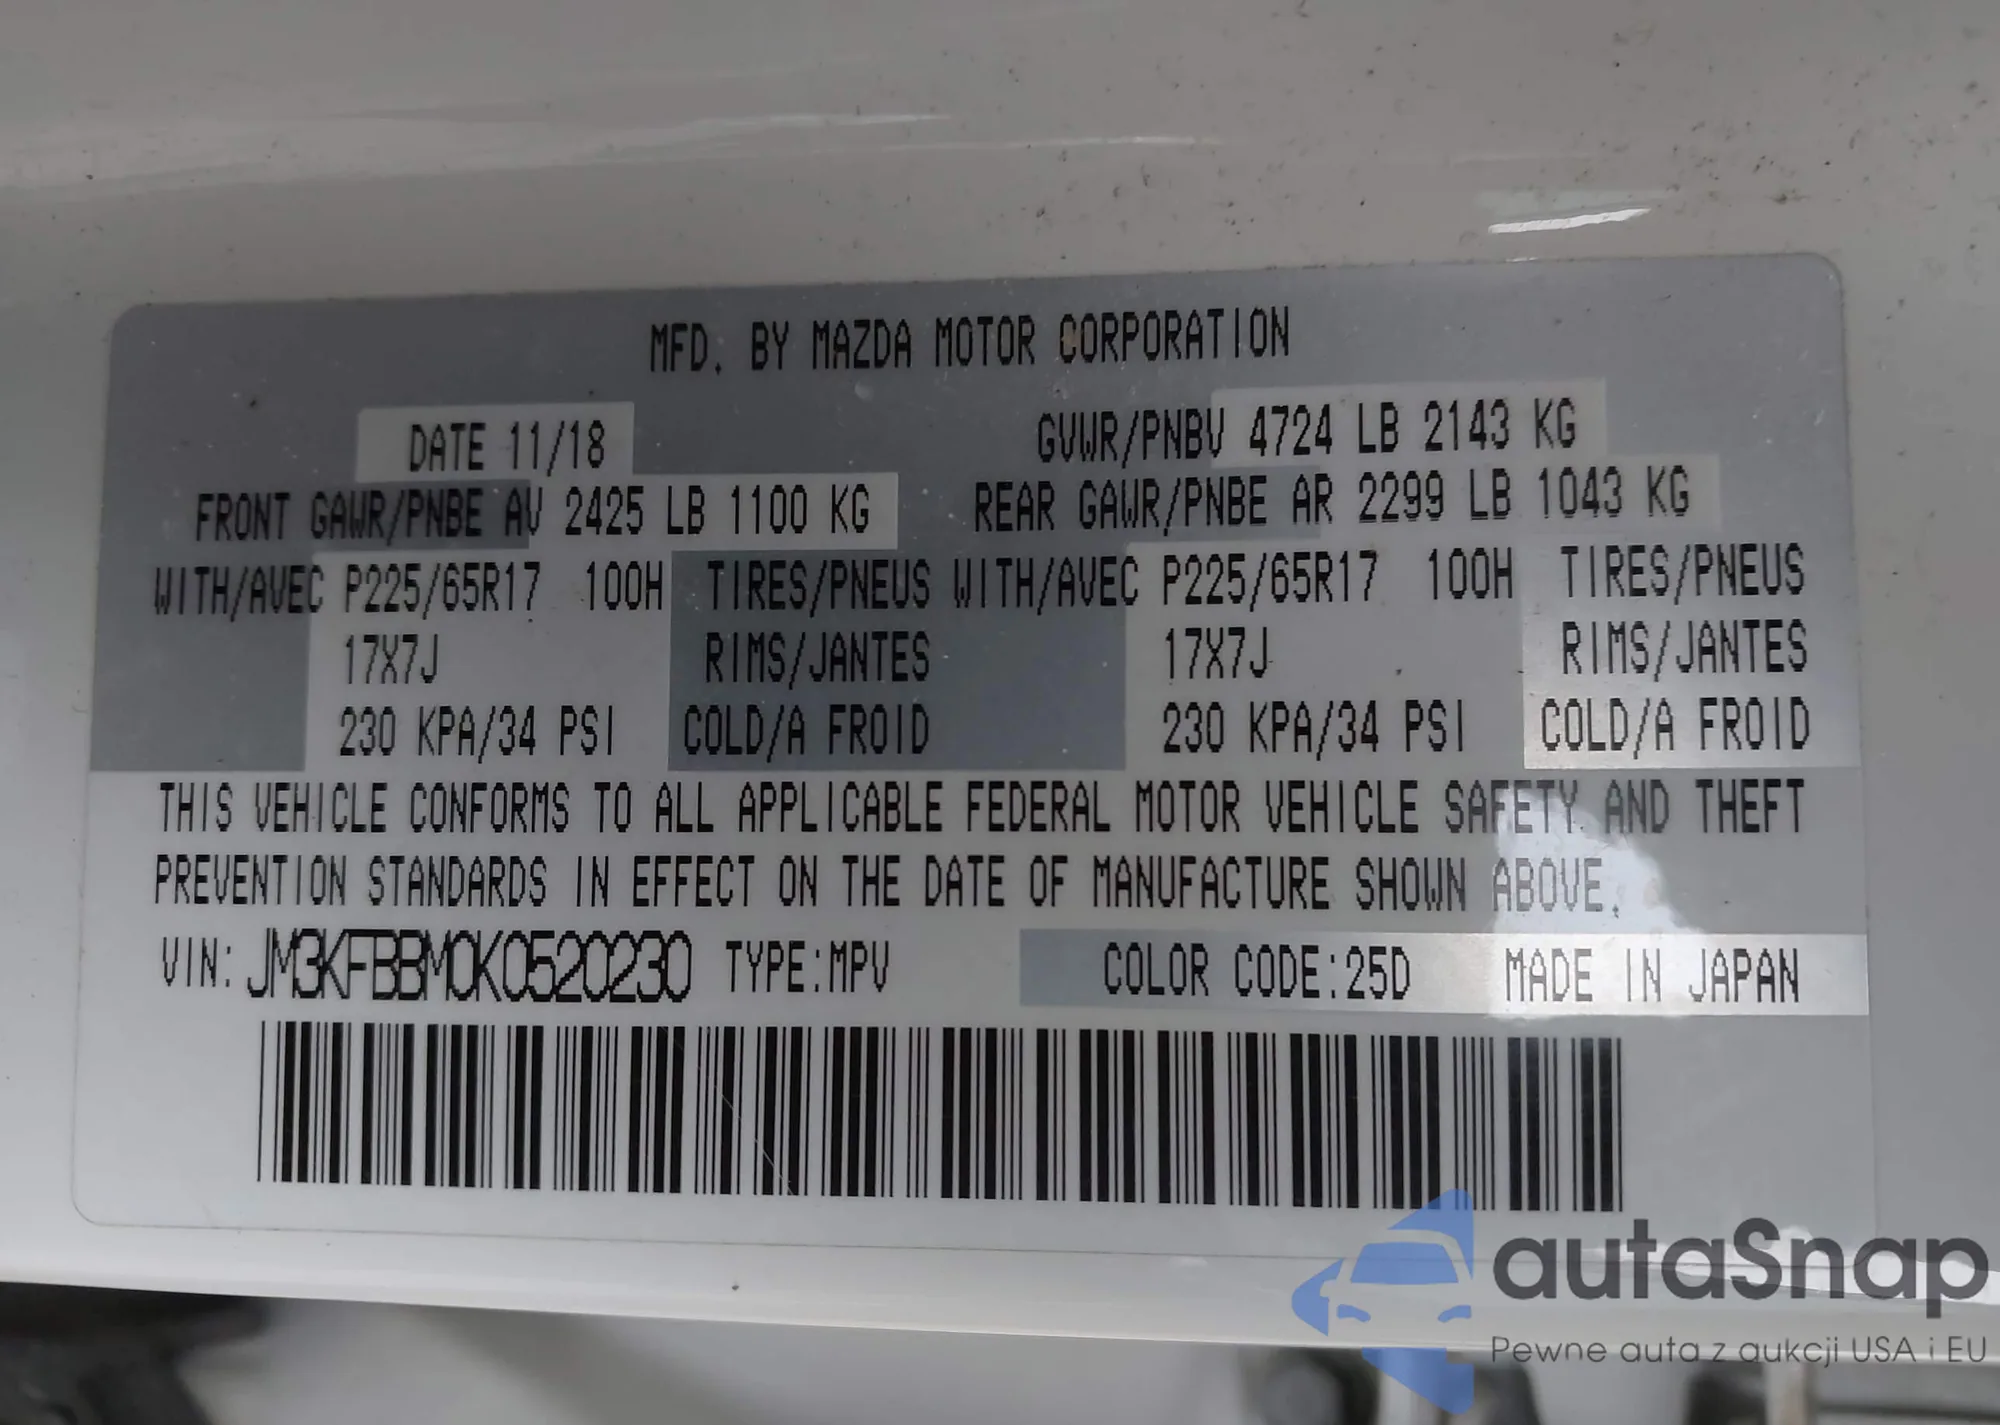 MFD. BY MAZDA MOTOR CORPORATION
DATE 11/18 GVWR/PNBV 4724 LB 2143 KG
FRONT GAWR/PNBE AV 2425 LB 1100 KG REAR GAWR/PNBE AR 2299 LB 1043 KG
WITH/AVEC P225/65R17 100H TIRES/PNEUS WITH/AVEC P225/65R17 100H TIRES/PNEUS
17X7J RIMS/JANTES 17X7J RIMS/JANTES
230 KPA/34 PSI COLD/A FROID 230 KPA/34 PSI COLD/A FROID
THIS VEHICLE CONFORMS TO ALL APPLICABLE FEDERAL MOTOR VEHICLE SAFETY AND THEFT
PREVENTION STANDARDS IN EFFECT ON THE DATE OF MANUFACTURE SHOWN ABOVE.
VIN: JM3KFBBM0K0520230 TYPE:MPV COLOR CODE:25D MADE IN JAPAN
autaSnap
Pewne auta z aukcji USA i EU